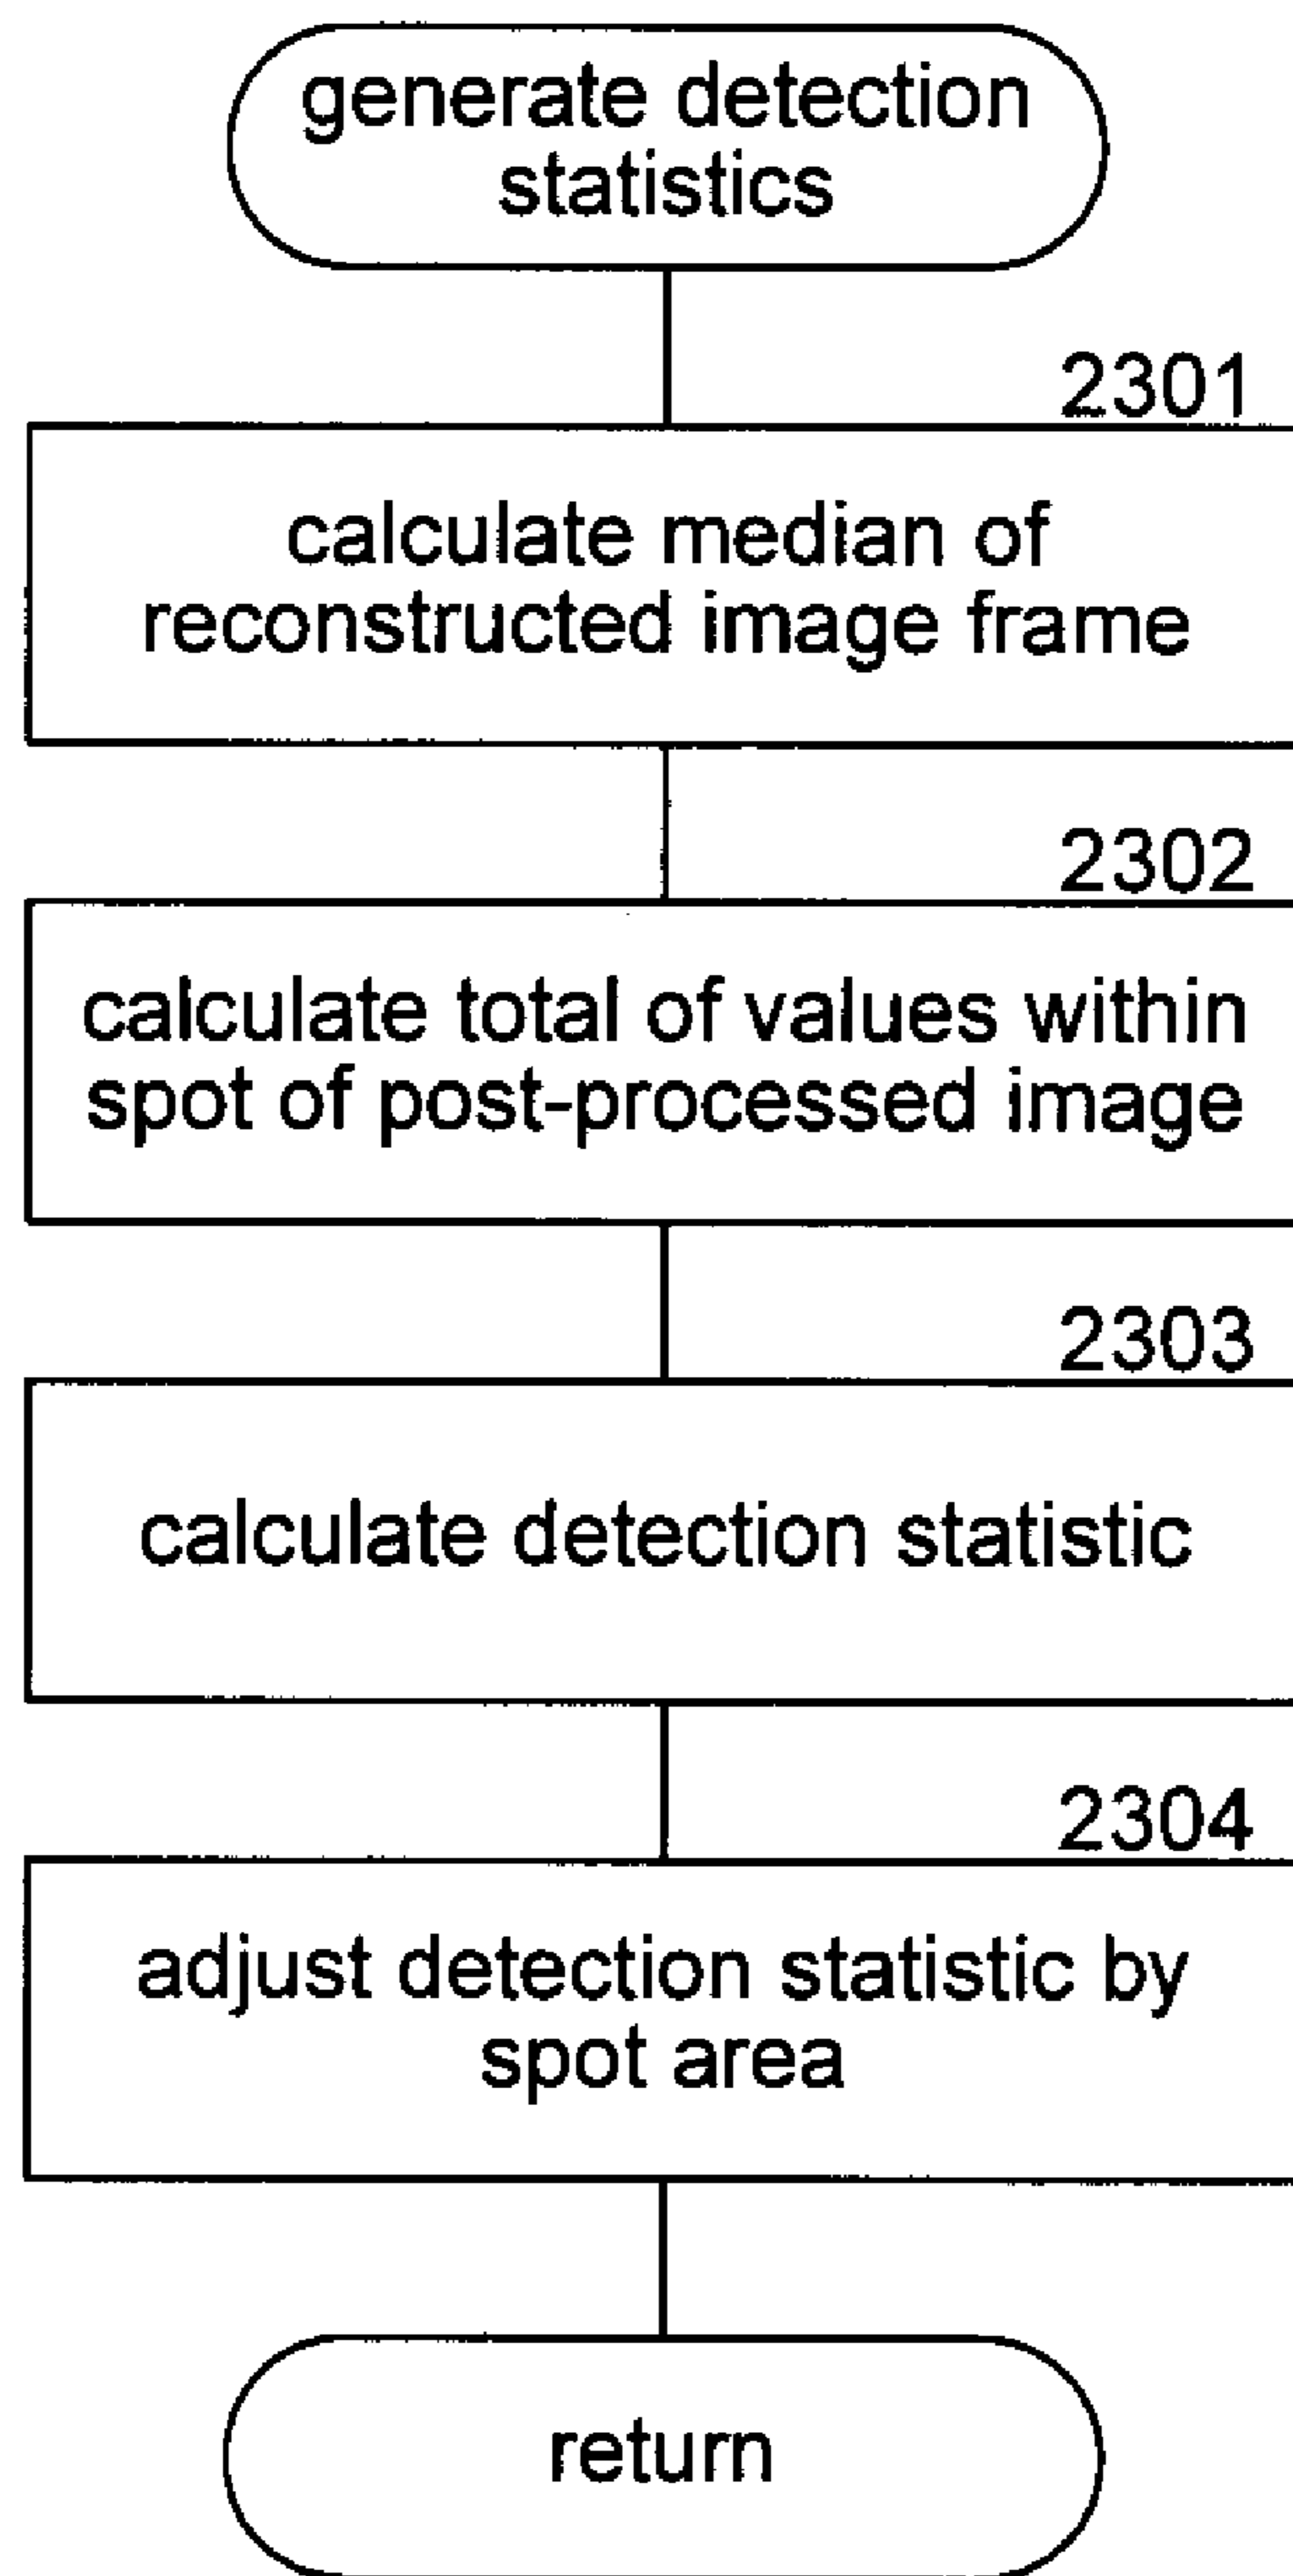 generate detection
statistics
2301
calculate median of
reconstructed image frame
2302
calculate total of values within
spot of post-processed image
2303
calculate detection statistic
2304
adjust detection statistic by
spot area
return